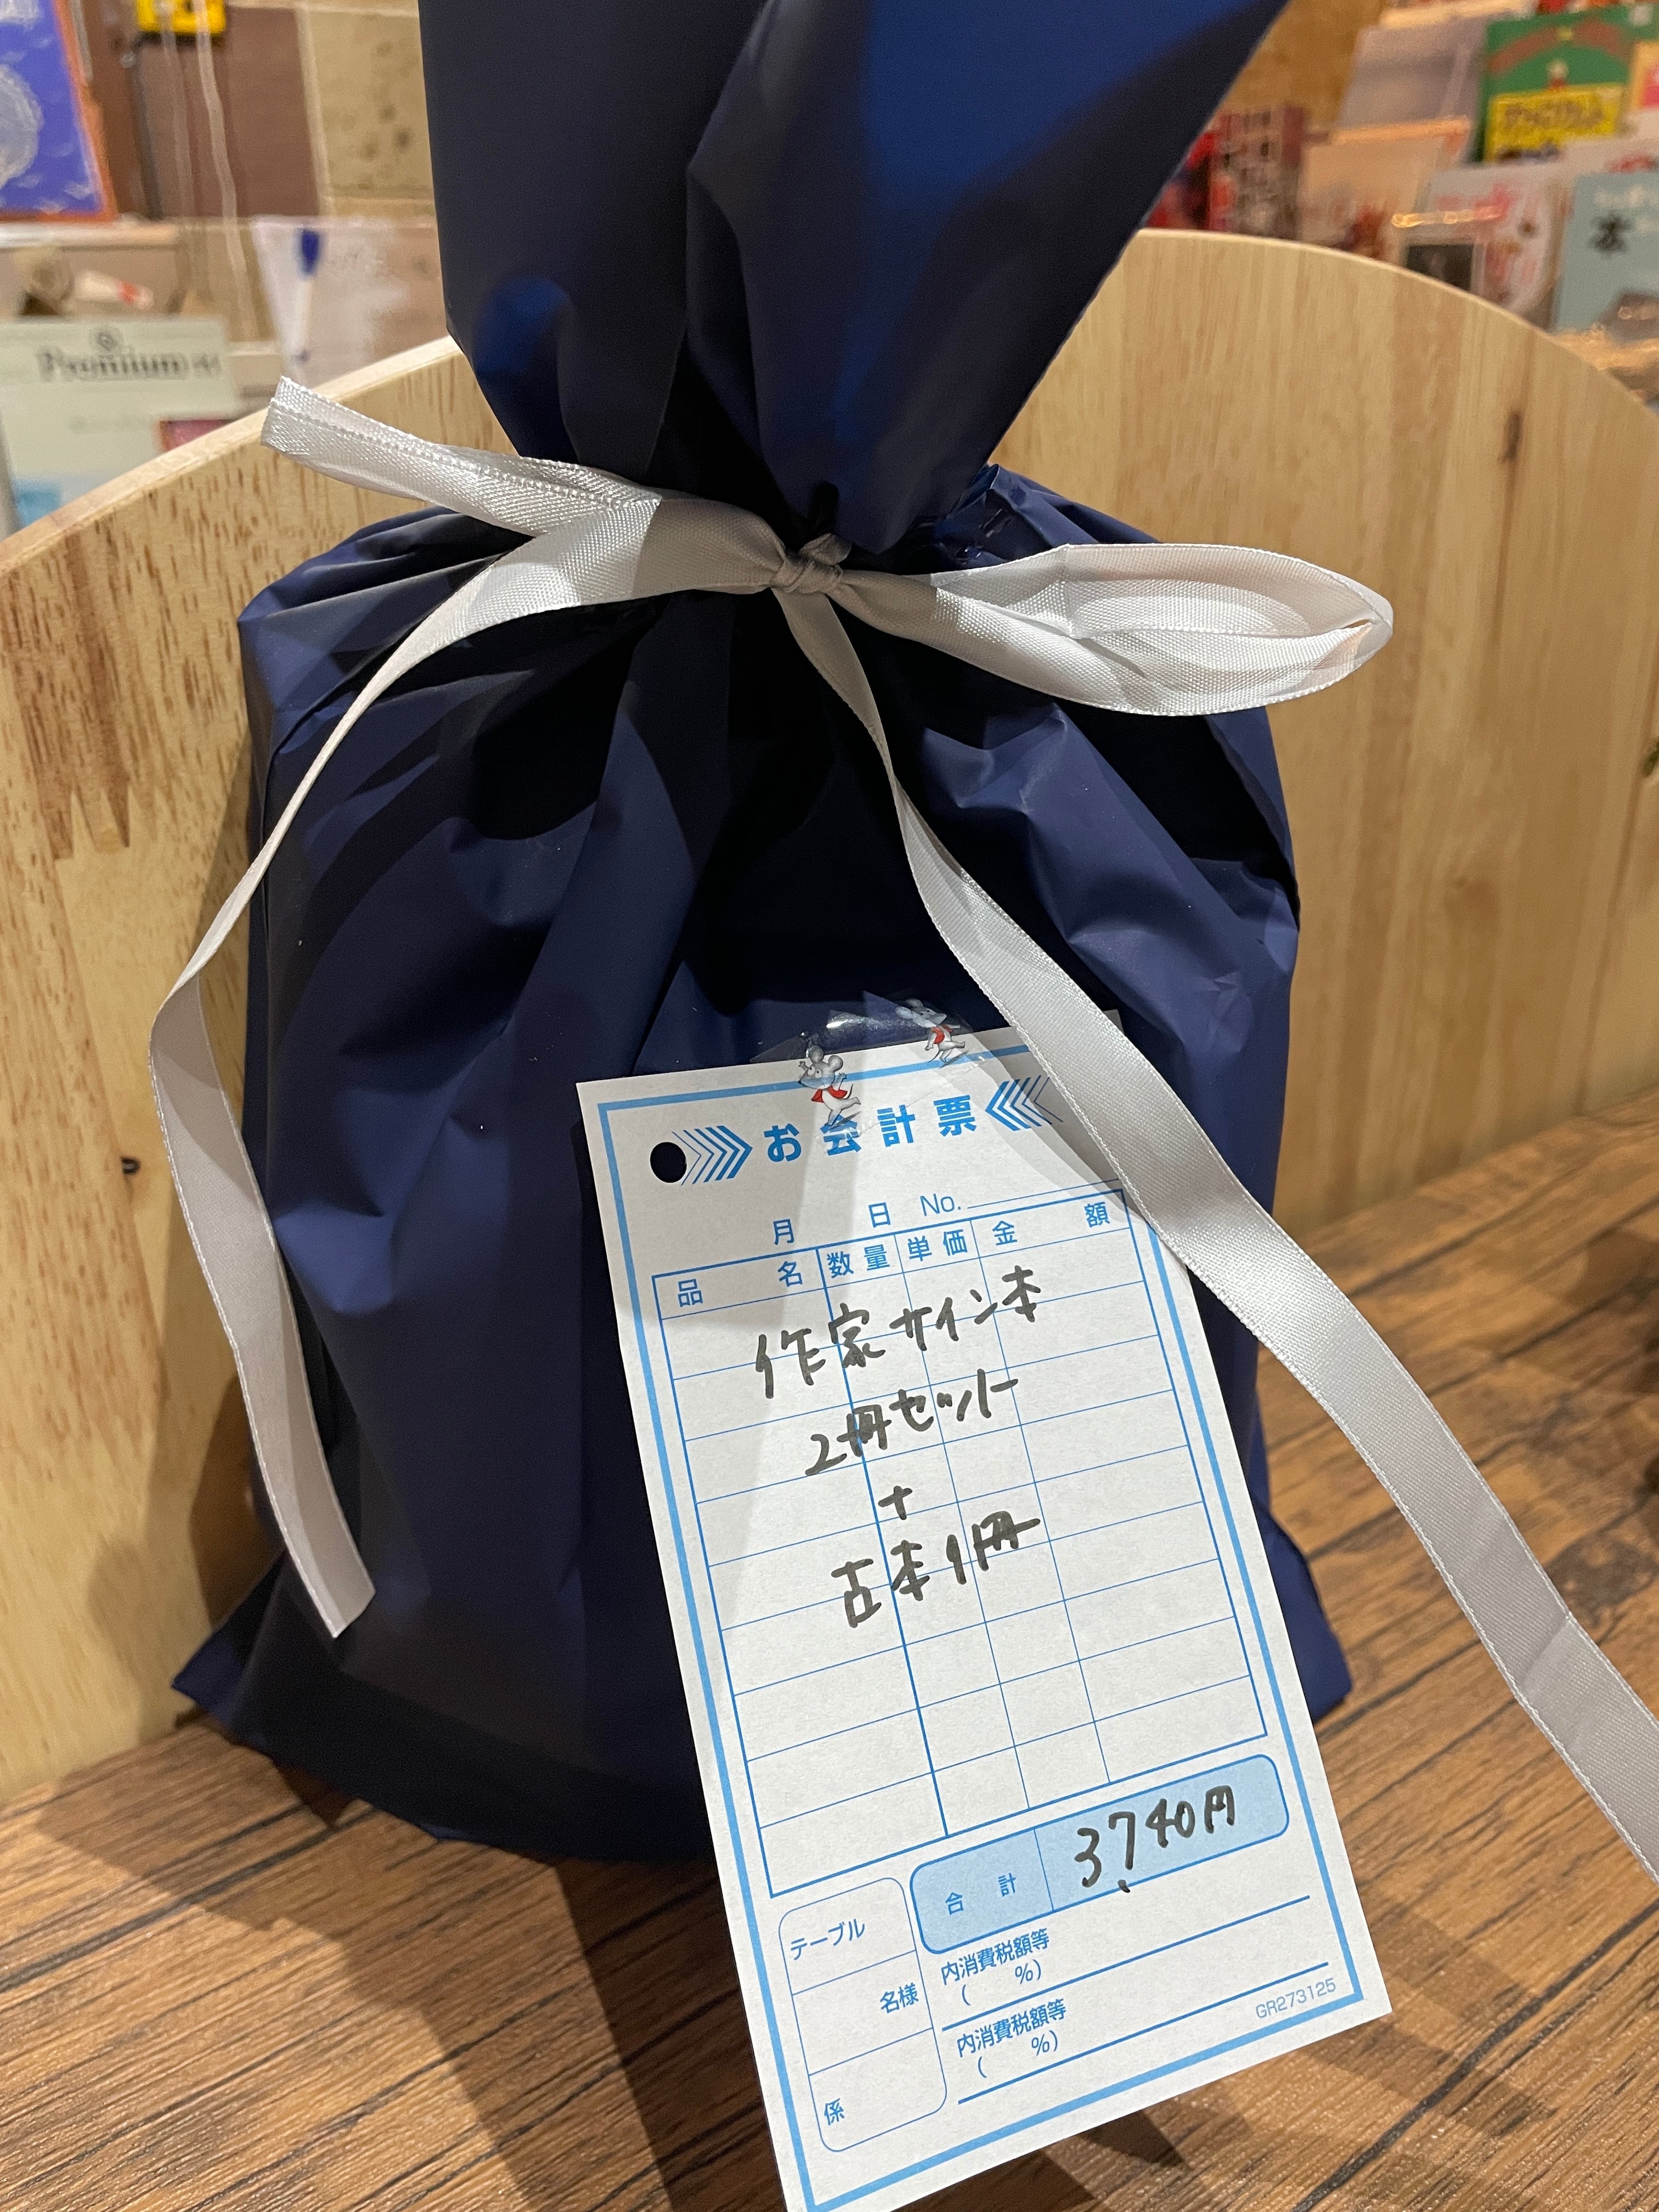 Premium
お会計票
月 日 No.
品名 数量 単価 金額
作家サイン本
2冊セット
+
古本1冊
合計 3,740円
テーブル
名様
係
内消費税額等
( %)
内消費税額等
( %)
GR273125